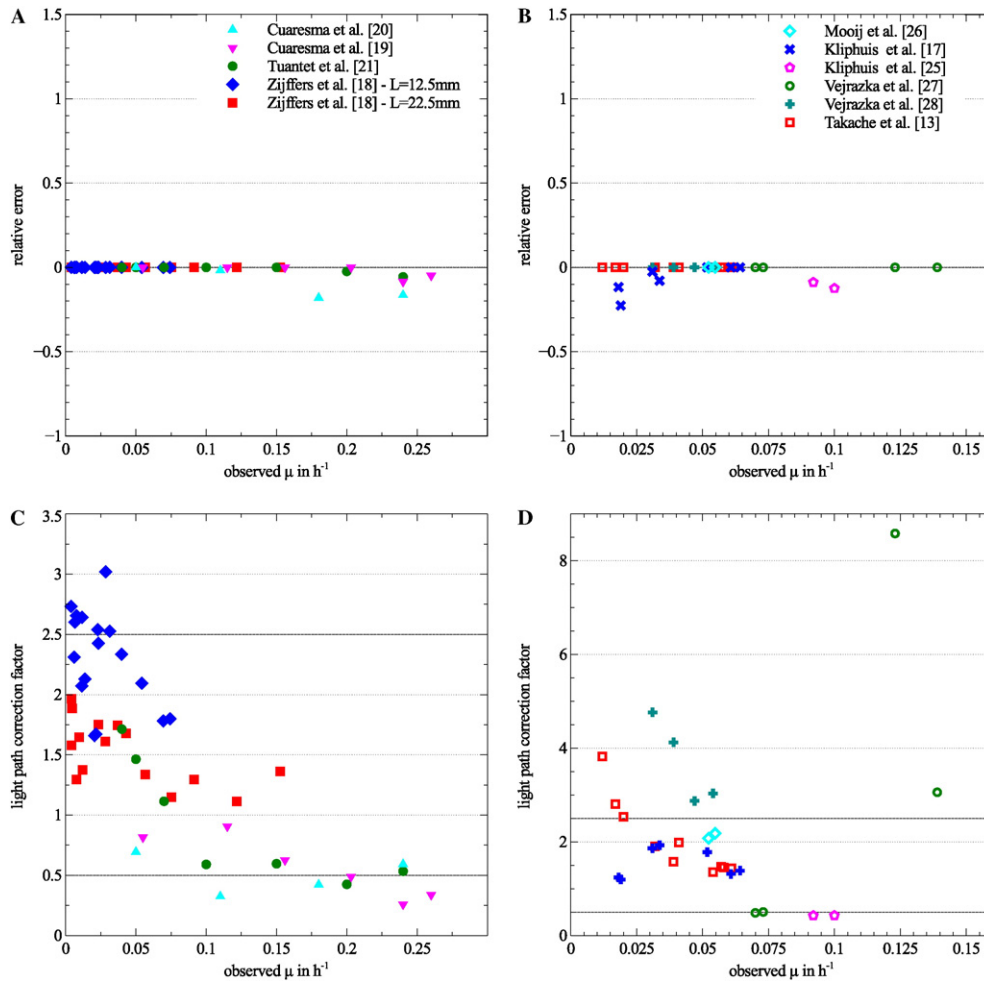 A
Cuaresma et al. [20]
Cuaresma et al. [19]
Tuantet et al. [21]
Zijffers et al. [18] - L=12.5mm
Zijffers et al. [18] - L=22.5mm
1.5
1
0.5
0
−0.5
−1
relative error
0 0.05 0.1 0.15 0.2 0.25
observed μ in h⁻¹
B
Mooij et al. [26]
Kliphuis et al. [17]
Kliphuis et al. [25]
Vejrazka et al. [27]
Vejrazka et al. [28]
Takache et al. [13]
1.5
1
0.5
0
−0.5
−1
relative error
0 0.025 0.05 0.075 0.1 0.125 0.15
observed μ in h⁻¹
C
3.5
3
2.5
2
1.5
1
0.5
0
light path correction factor
0 0.05 0.1 0.15 0.2 0.25
observed μ in h⁻¹
D
8
6
4
2
0
light path correction factor
0 0.025 0.05 0.075 0.1 0.125 0.15
observed μ in h⁻¹